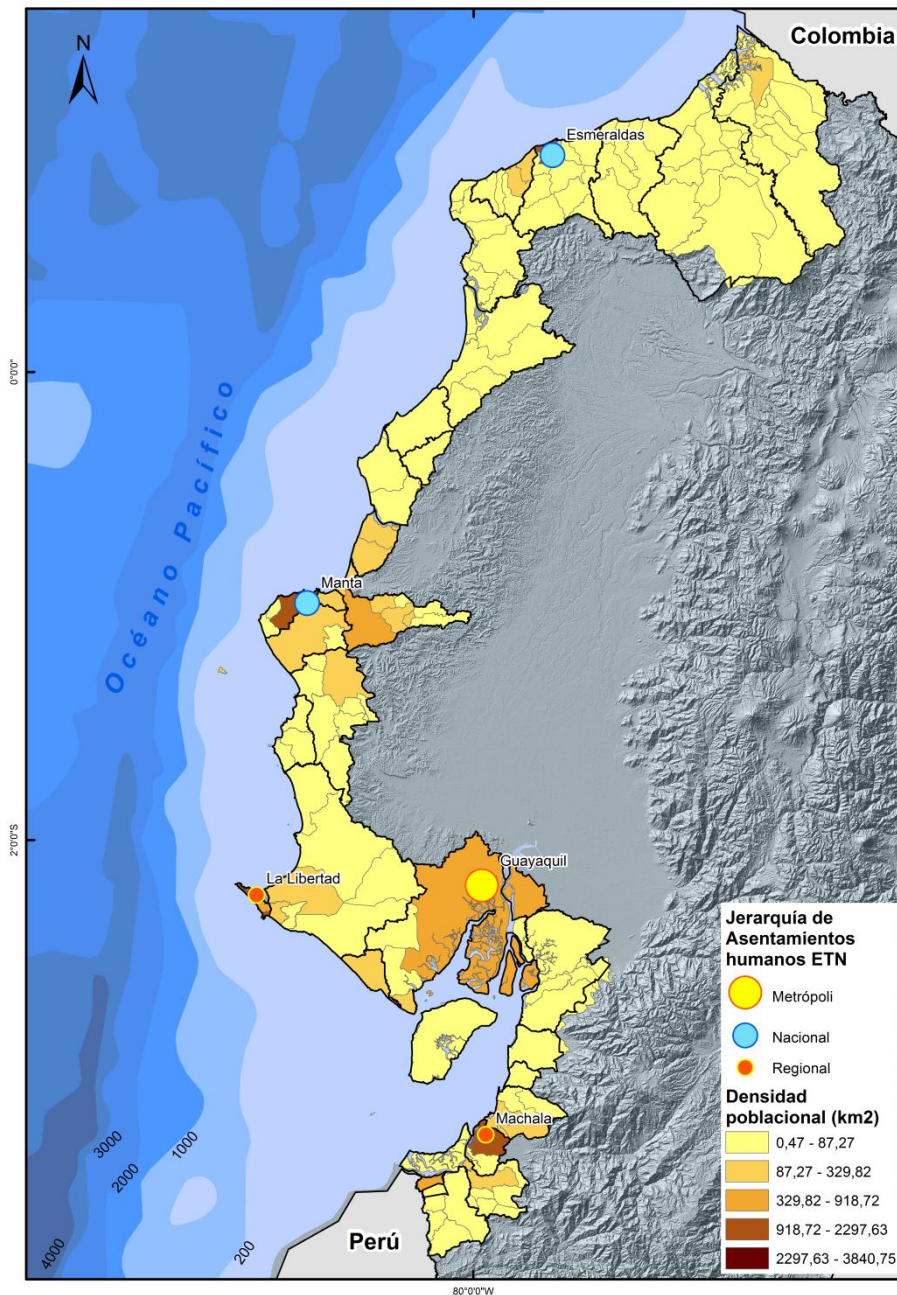 N
Colombia
Esmeraldas
0°0'0"
Océano Pacífico
Manta
2°0'S
Guayaquil
La Libertad
Machala
Perú
3000
2000
1000
4000
200
80°0'0"W
Jerarquía de
Asentamientos
humanos ETN
Metrópoli
Nacional
Regional
Densidad
poblacional (km2)
0,47 - 87,27
87,27 - 329,82
329,82 - 918,72
918,72 - 2297,63
2297,63 - 3840,75